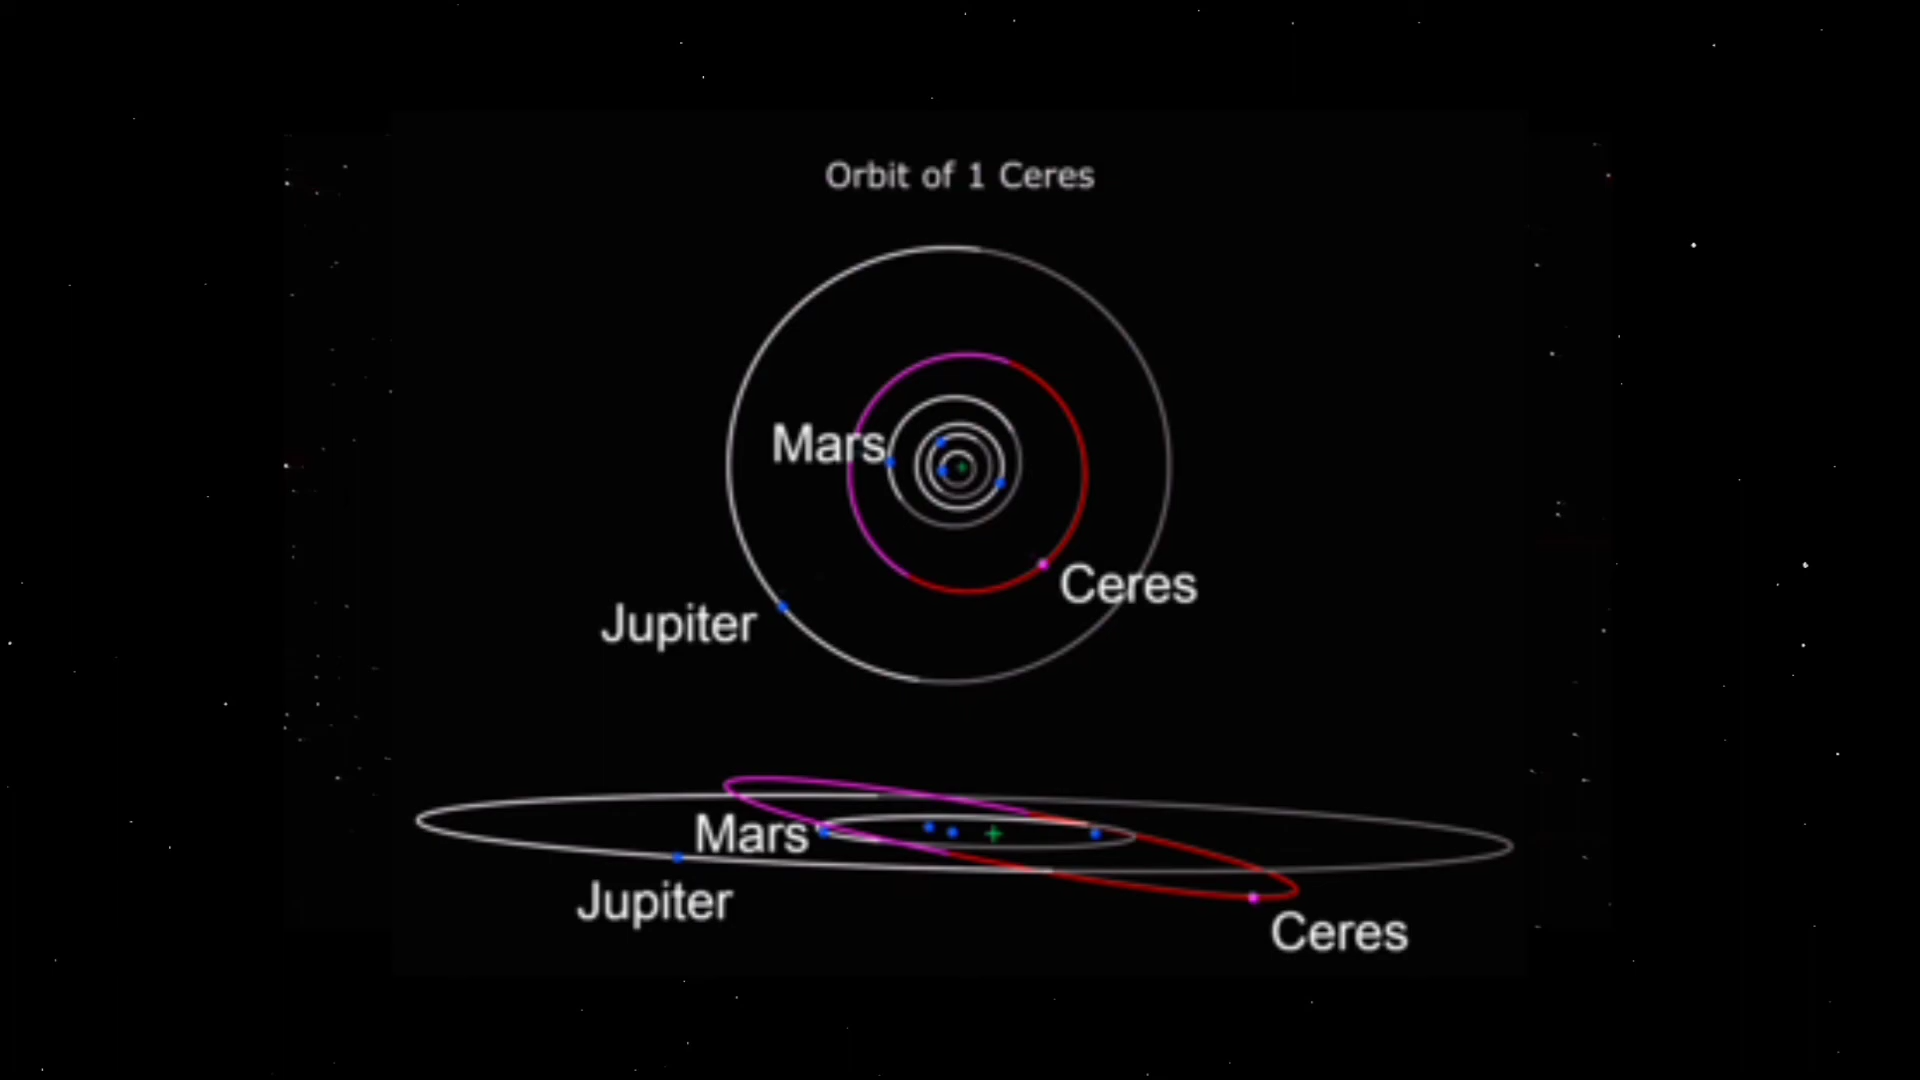 Orbit of 1 Ceres
Mars
Ceres
Jupiter
Mars
Jupiter
Ceres